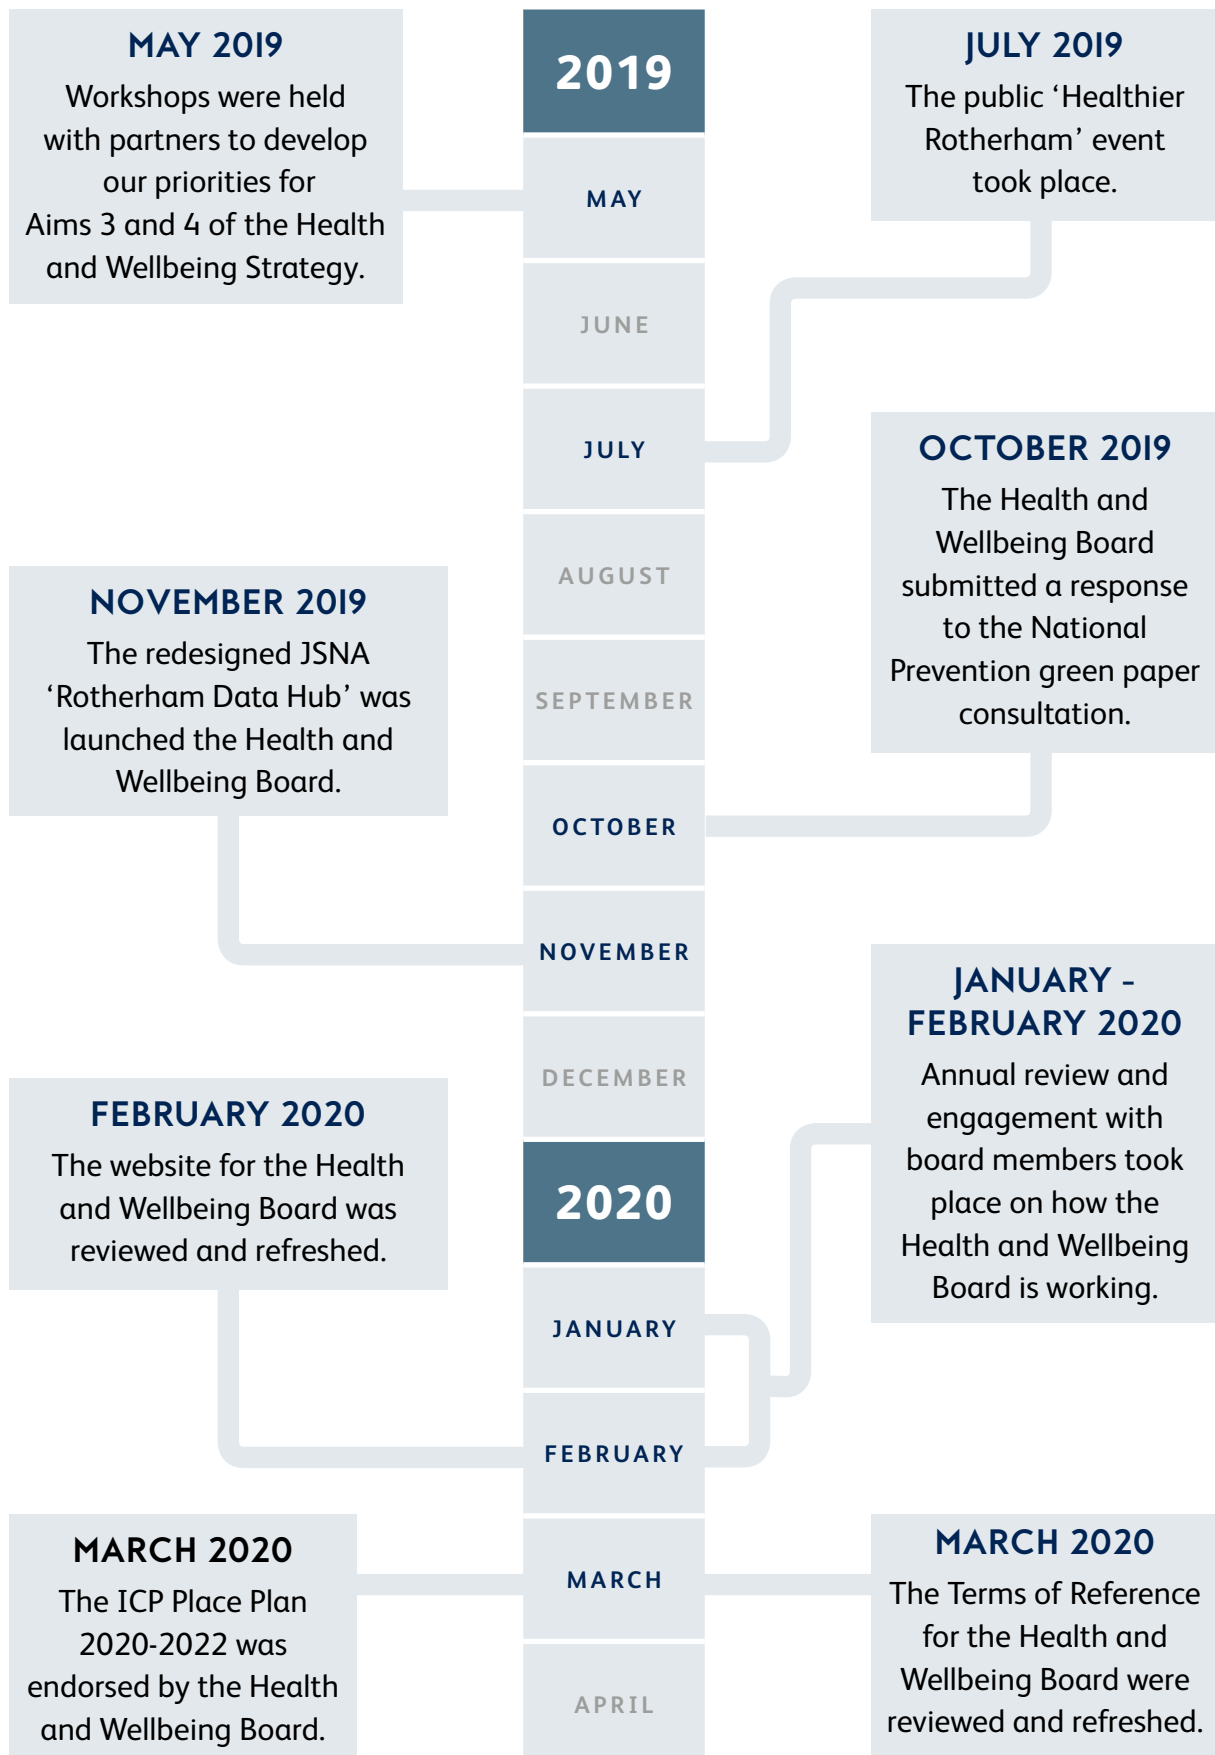 MAY 2019
Workshops were held
with partners to develop
our priorities for
Aims 3 and 4 of the Health
and Wellbeing Strategy.
2019
JULY 2019
The public ‘Healthier
Rotherham’ event
took place.
MAY
JUNE
JULY
AUGUST
SEPTEMBER
OCTOBER
NOVEMBER
DECEMBER
OCTOBER 2019
The Health and
Wellbeing Board
submitted a response
to the National
Prevention green paper
consultation.
NOVEMBER 2019
The redesigned JSNA
‘Rotherham Data Hub’ was
launched the Health and
Wellbeing Board.
JANUARY -
FEBRUARY 2020
Annual review and
engagement with
board members took
place on how the
Health and Wellbeing
Board is working.
FEBRUARY 2020
The website for the Health
and Wellbeing Board was
reviewed and refreshed.
2020
JANUARY
FEBRUARY
MARCH
APRIL
MARCH 2020
The ICP Place Plan
2020-2022 was
endorsed by the Health
and Wellbeing Board.
MARCH 2020
The Terms of Reference
for the Health and
Wellbeing Board were
reviewed and refreshed.